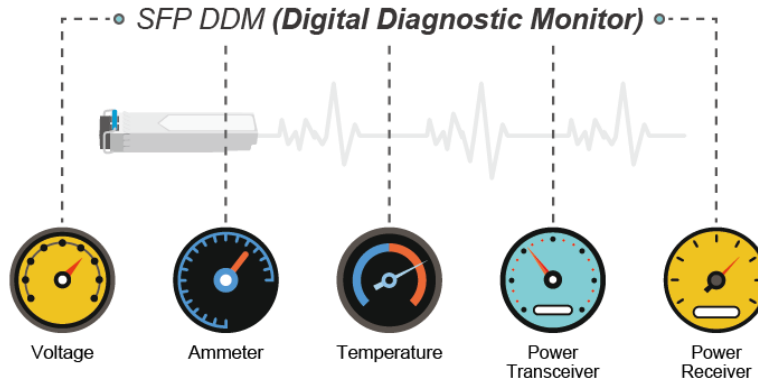 SFP DDM (Digital Diagnostic Monitor)
Voltage
Ammeter
Temperature
Power
Transceiver
Power
Receiver